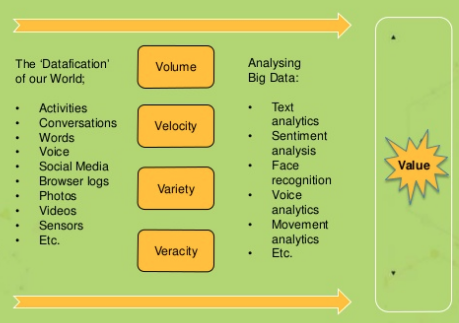 The 'Datafication'
of our World;
• Activities
• Conversations
• Words
• Voice
• Social Media
• Browser logs
• Photos
• Videos
• Sensors
• Etc.
Volume
Velocity
Variety
Veracity
Analysing
Big Data:
• Text
analytics
• Sentiment
analysis
• Face
recognition
• Voice
analytics
• Movement
analytics
• Etc.
Value